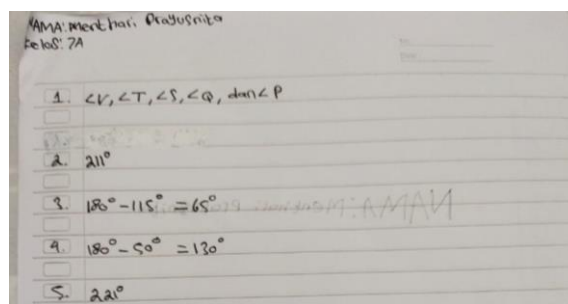 NAMA: Menthari Prayusnita
Kelas: 7A
1. <V, <T, <S, <Q, dan < P
2. 211°
3. 180° - 115° = 65°
4. 180° - 50° = 130°
5. 221°